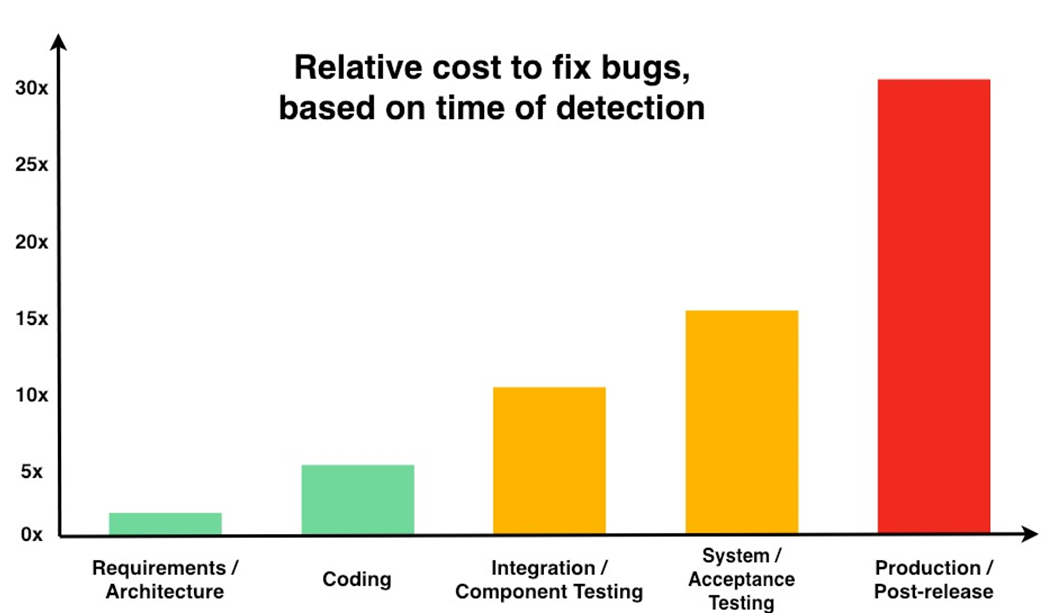 Relative cost to fix bugs,
based on time of detection
30x
25x
20x
15x
10x
5x
0x
Requirements /
Architecture
Coding
Integration /
Component Testing
System /
Acceptance
Testing
Production /
Post-release